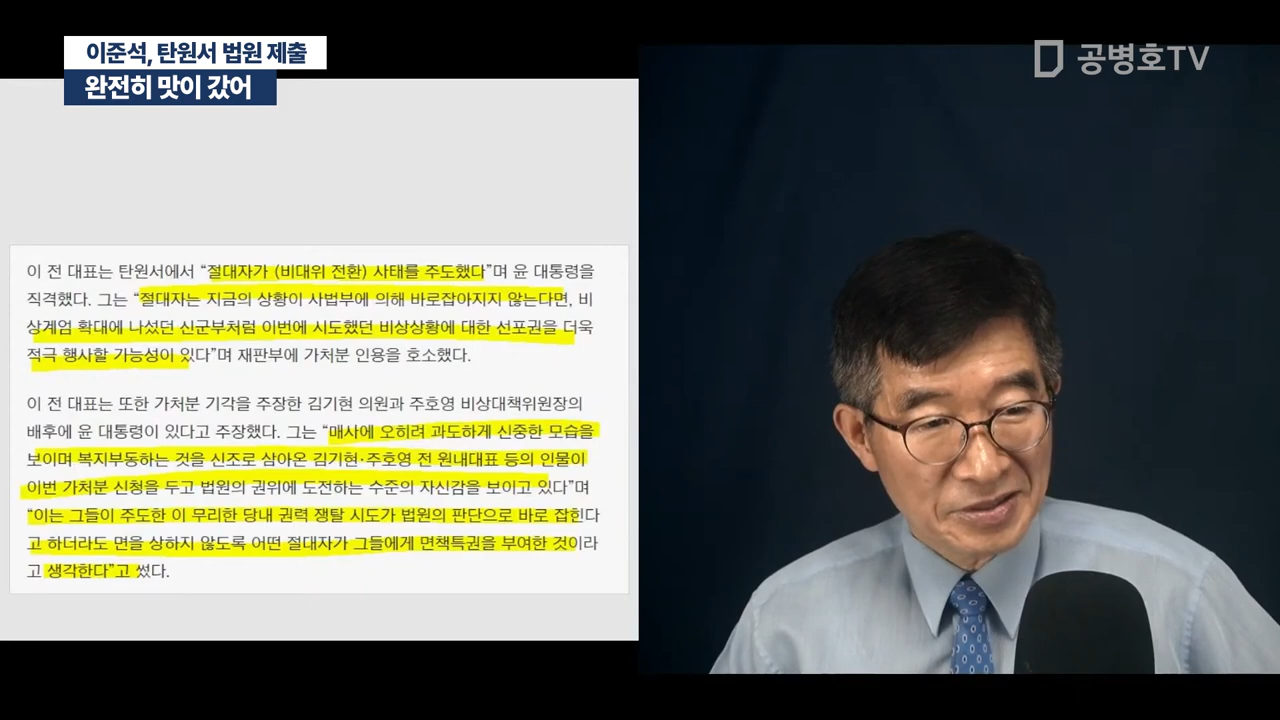 이준석, 탄원서 법원 제출
완전히 맛이 갔어
공병호TV
이 전 대표는 탄원서에서 “절대자가 (비대위 전환) 사태를 주도했다”며 윤 대통령을
직격했다. 그는 “절대자는 지금의 상황이 사법부에 의해 바로잡아지지 않는다면, 비
상계엄 확대에 나섰던 신군부처럼 이번에 시도했던 비상상황에 대한 선포권을 더욱
적극 행사할 가능성이 있다”며 재판부에 가처분 인용을 호소했다.
이 전 대표는 또한 가처분 기각을 주장한 김기현 의원과 주호영 비상대책위원장의
배후에 윤 대통령이 있다고 주장했다. 그는 “매사에 오히려 과도하게 신중한 모습을
보이며 복지부동하는 것을 신조로 삼아온 김기현·주호영 전 원내대표 등의 인물이
이번 가처분 신청을 두고 법원의 권위에 도전하는 수준의 자신감을 보이고 있다”며
“이는 그들이 주도한 이 무리한 당내 권력 쟁탈 시도가 법원의 판단으로 바로 잡힌다
고 하더라도 면을 상하지 않도록 어떤 절대자가 그들에게 면책특권을 부여한 것이라
고 생각한다”고 썼다.